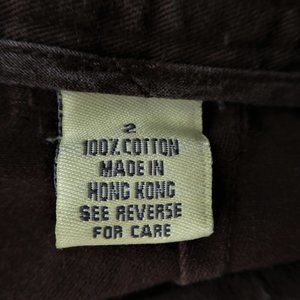 2
100% COTTON
MADE IN
HONG KONG
SEE REVERSE
FOR CARE